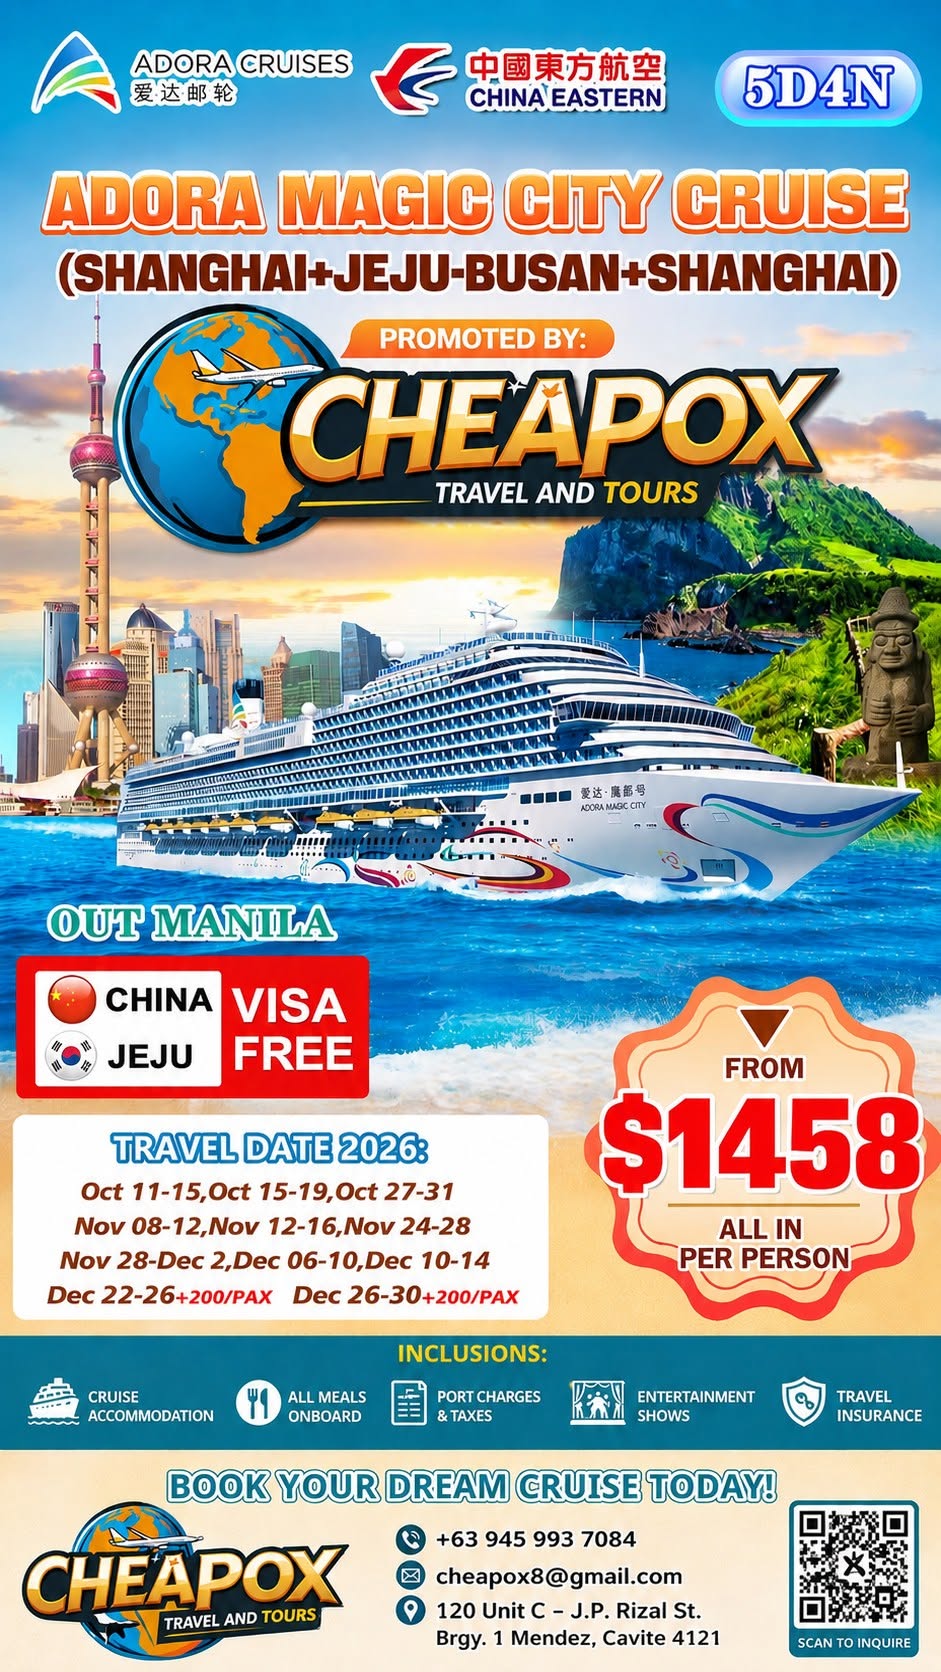 ADORA CRUISES
爱达邮轮
中國東方航空
CHINA EASTERN
5D4N
ADORA MAGIC CITY CRUISE
(SHANGHAI+JEJU-BUSAN+SHANGHAI)
PROMOTED BY:
CHEAPOX
TRAVEL AND TOURS
爱达·魔都号
ADORA MAGIC CITY
OUT MANILA
CHINA
JEJU
VISA
FREE
FROM
$1458
ALL IN
PER PERSON
TRAVEL DATE 2026:
Oct 11-15,Oct 15-19,Oct 27-31
Nov 08-12,Nov 12-16,Nov 24-28
Nov 28-Dec 2,Dec 06-10,Dec 10-14
Dec 22-26+200/PAX Dec 26-30+200/PAX
INCLUSIONS:
CRUISE
ACCOMMODATION
ALL MEALS
ONBOARD
PORT CHARGES
& TAXES
ENTERTAINMENT
SHOWS
TRAVEL
INSURANCE
BOOK YOUR DREAM CRUISE TODAY!
CHEAPOX
TRAVEL AND TOURS
+63 945 993 7084
cheapox8@gmail.com
120 Unit C – J.P. Rizal St.
Brgy. 1 Mendez, Cavite 4121
SCAN TO INQUIRE